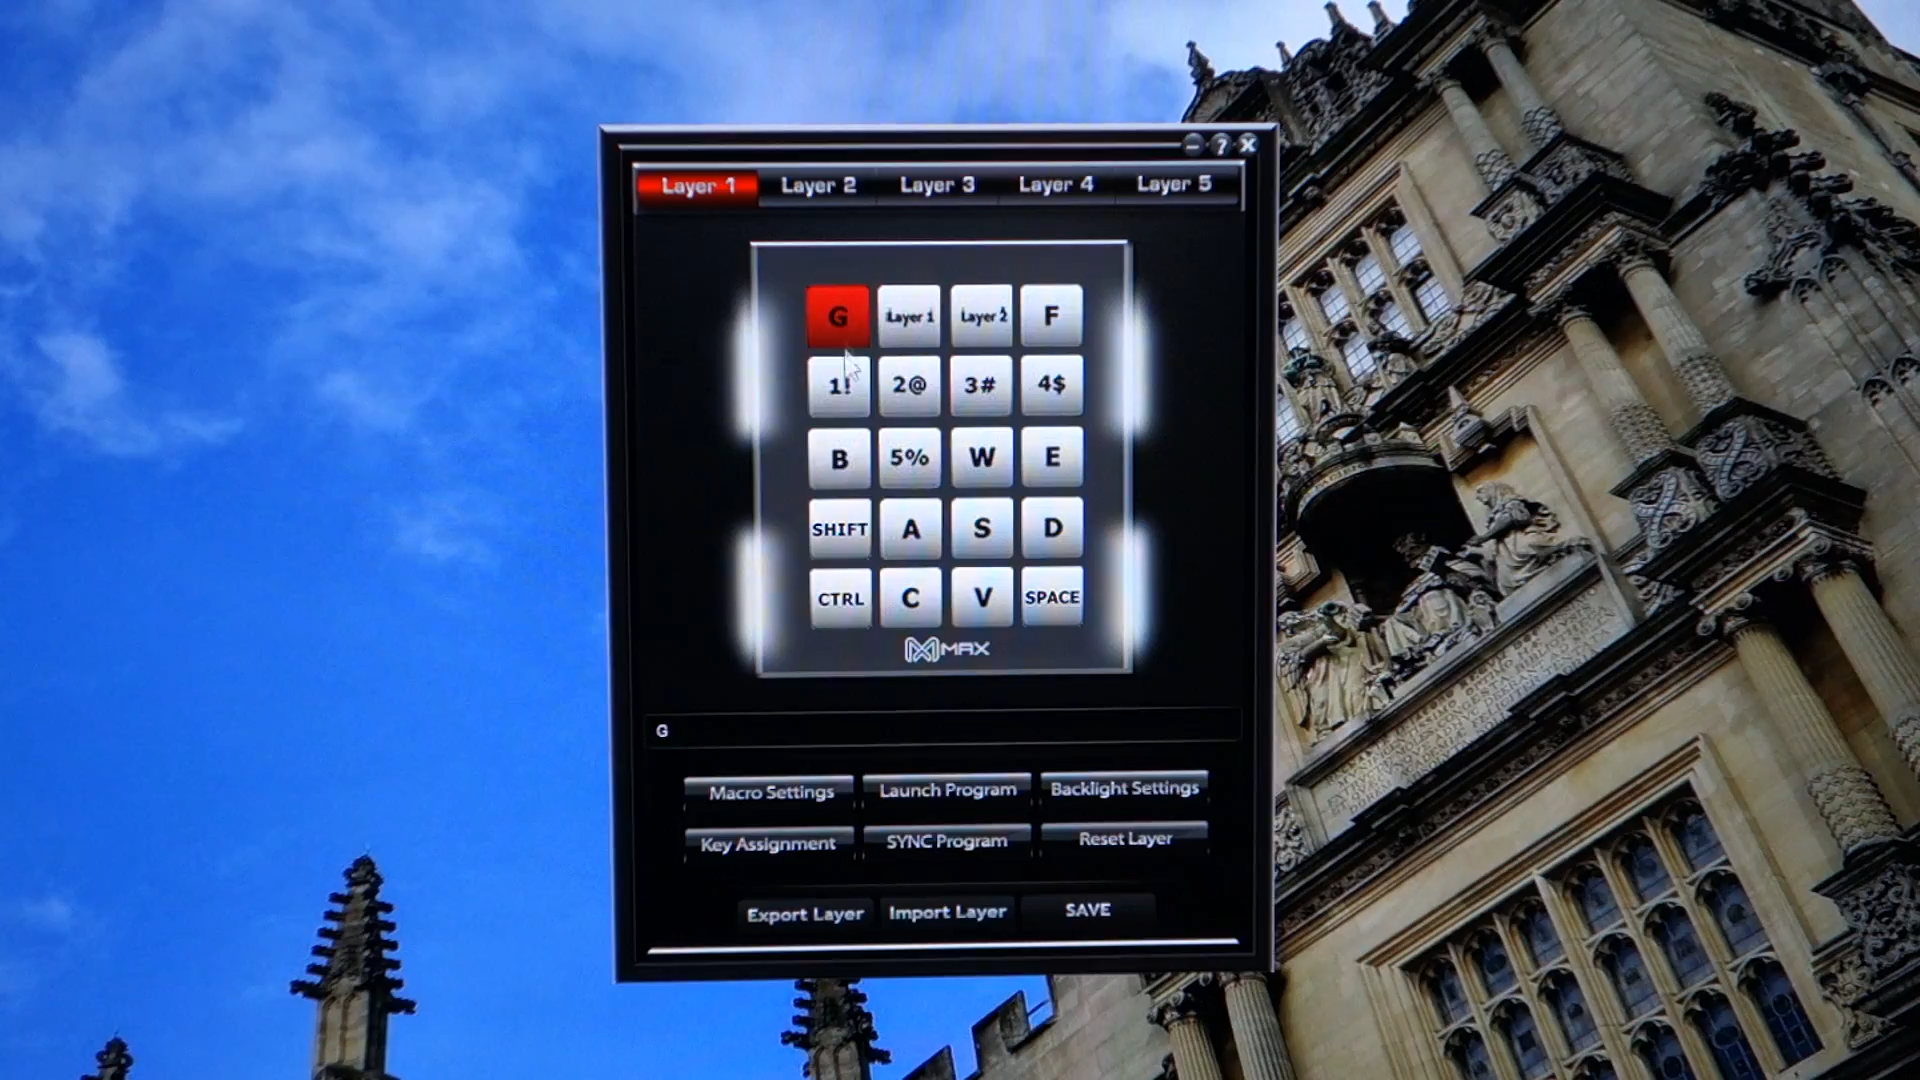 Layer 1 Layer 2 Layer 3 Layer 4 Layer 5
G Layer 1 Layer 2 F
1! 2@ 3# 4$
B 5% W E
SHIFT A S D
CTRL C V SPACE
MAX
G
Macro Settings Launch Program Backlight Settings
Key Assignment SYNC Program Reset Layer
Export Layer Import Layer SAVE